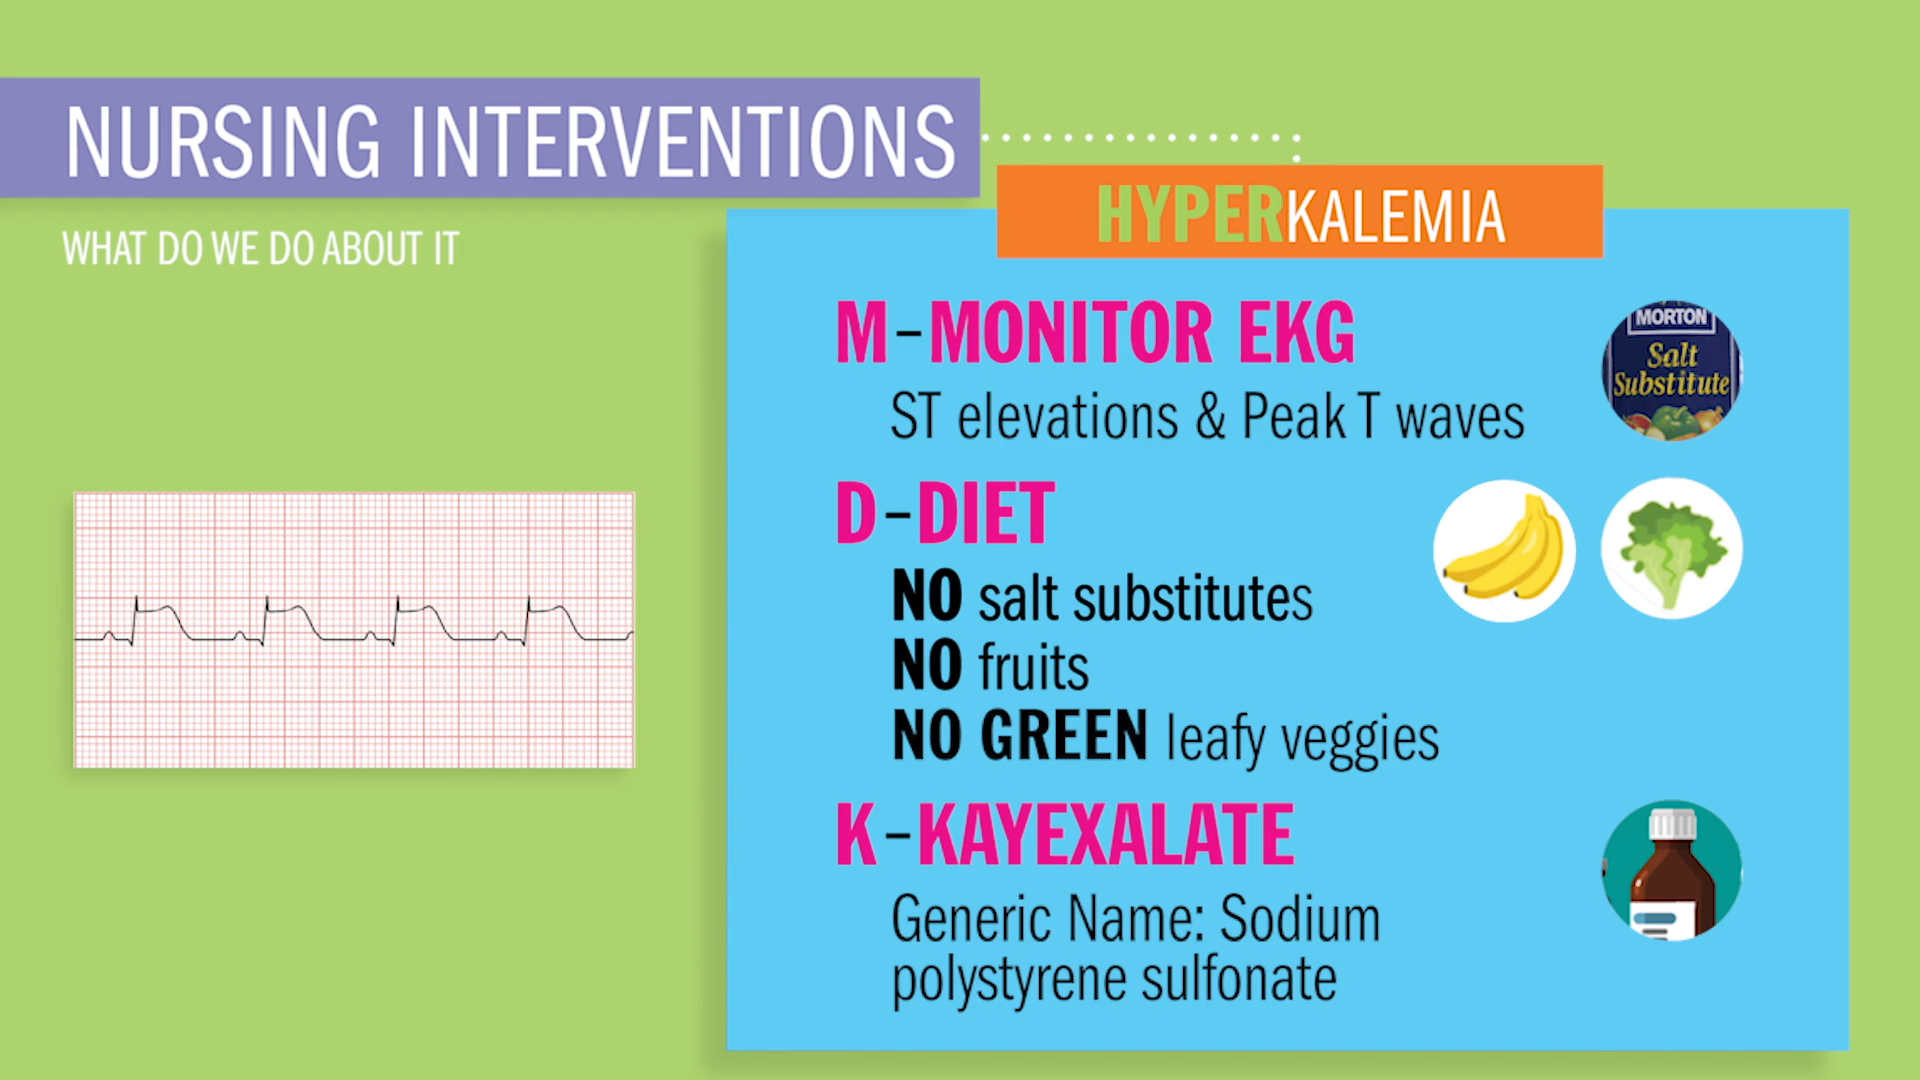 NURSING INTERVENTIONS
WHAT DO WE DO ABOUT IT
HYPERKALEMIA
M-MONITOR EKG
ST elevations & Peak T waves
MORTON
Salt
Substitute
D-DIET
NO salt substitutes
NO fruits
NO GREEN leafy veggies
K-KAYEXALATE
Generic Name: Sodium
polystyrene sulfonate